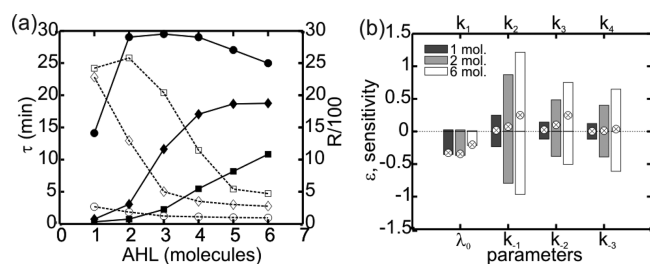 (a)
30
25
20
15
10
5
0
τ (min)
30
25
20
15
10
5
0
R/100
0 1 2 3 4 5 6 7
AHL (molecules)
(b)
k₁ k₂ k₃ k₄
1.5
1
0.5
0
-0.5
-1
-1.5
ε, sensitivity
1 mol.
2 mol.
6 mol.
λ₀ k₋₁ k₋₂ k₋₃
parameters